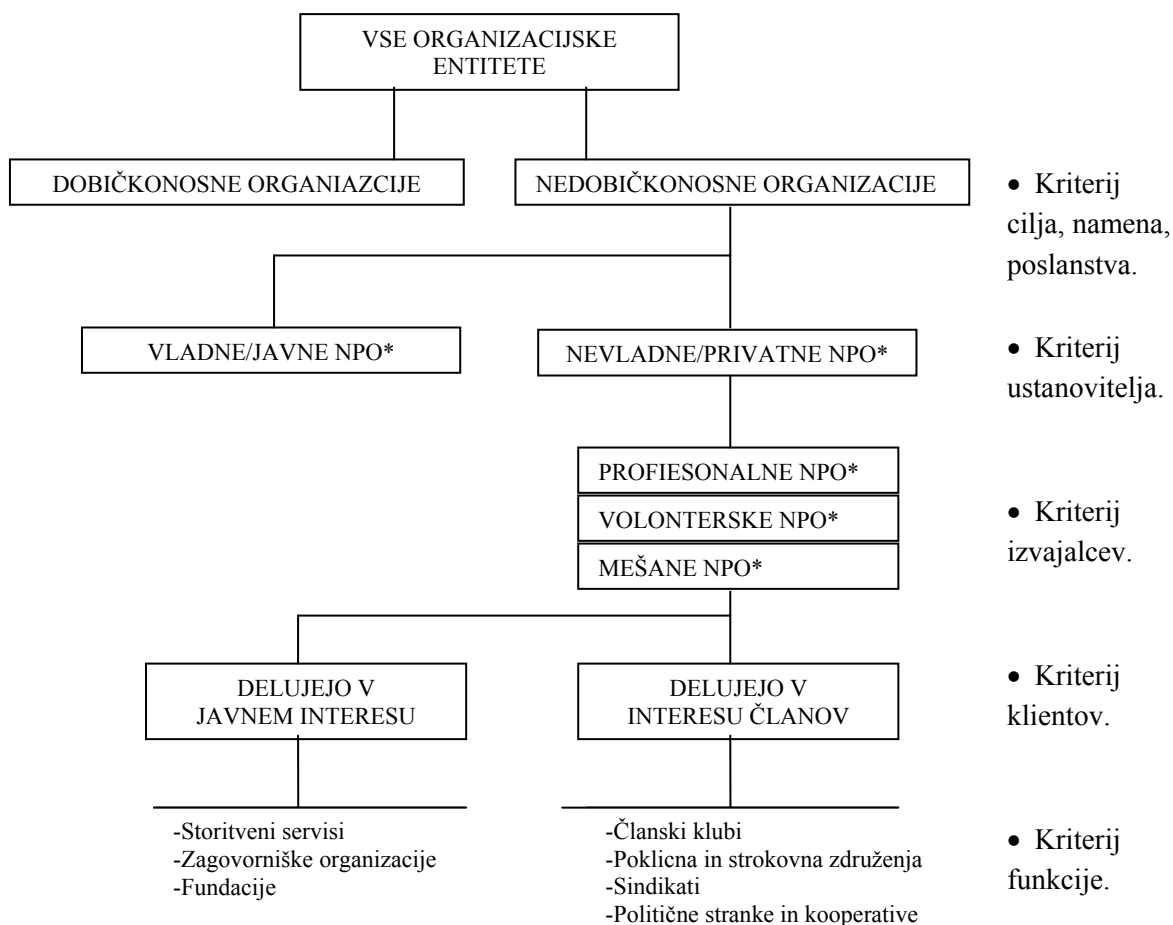 VSE ORGANIZACIJSKE
ENTITETE
DOBIČKONOSNE ORGANIAZCIJE
NEDOBIČKONOSNE ORGANIZACIJE
• Kriterij
cilja, namena,
poslanstva.
VLADNE/JAVNE NPO*
NEVLADNE/PRIVATNE NPO*
• Kriterij
ustanovitelja.
PROFIESONALNE NPO*
VOLONTERSKE NPO*
MEŠANE NPO*
• Kriterij
izvajalcev.
DELUJEJO V
JAVNEM INTERESU
DELUJEJO V
INTERESU ČLANOV
• Kriterij
klientov.
-Storitveni servisi
-Zagovorniške organizacije
-Fundacije
-Članski klubi
-Poklicna in strokovna združenja
-Sindikati
-Politične stranke in kooperative
• Kriterij
funkcije.